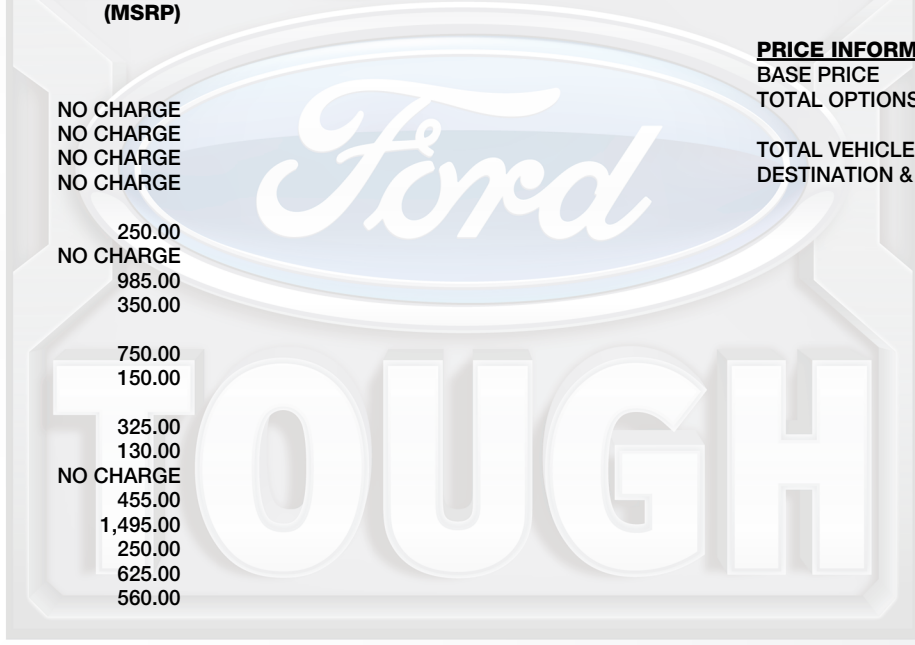 (MSRP)
NO CHARGE
NO CHARGE
NO CHARGE
NO CHARGE
250.00
NO CHARGE
985.00
350.00
750.00
150.00
325.00
130.00
NO CHARGE
455.00
1,495.00
250.00
625.00
560.00
PRICE INFORM
BASE PRICE
TOTAL OPTIONS
TOTAL VEHICLE
DESTINATION &
Ford
TOUGH